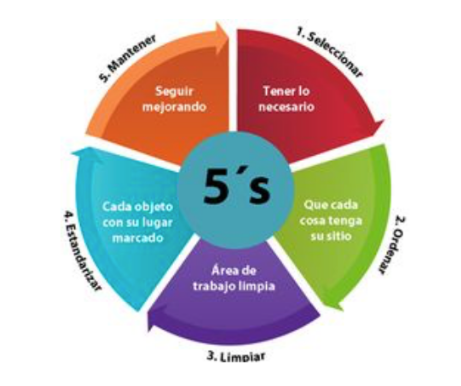 5´s
1. Seleccionar
Tener lo
necesario
2. Ordenar
Que cada
cosa tenga
su sitio
3. Limpiar
Área de
trabajo limpia
4. Estandarizar
Cada objeto
con su lugar
marcado
5. Mantener
Seguir
mejorando